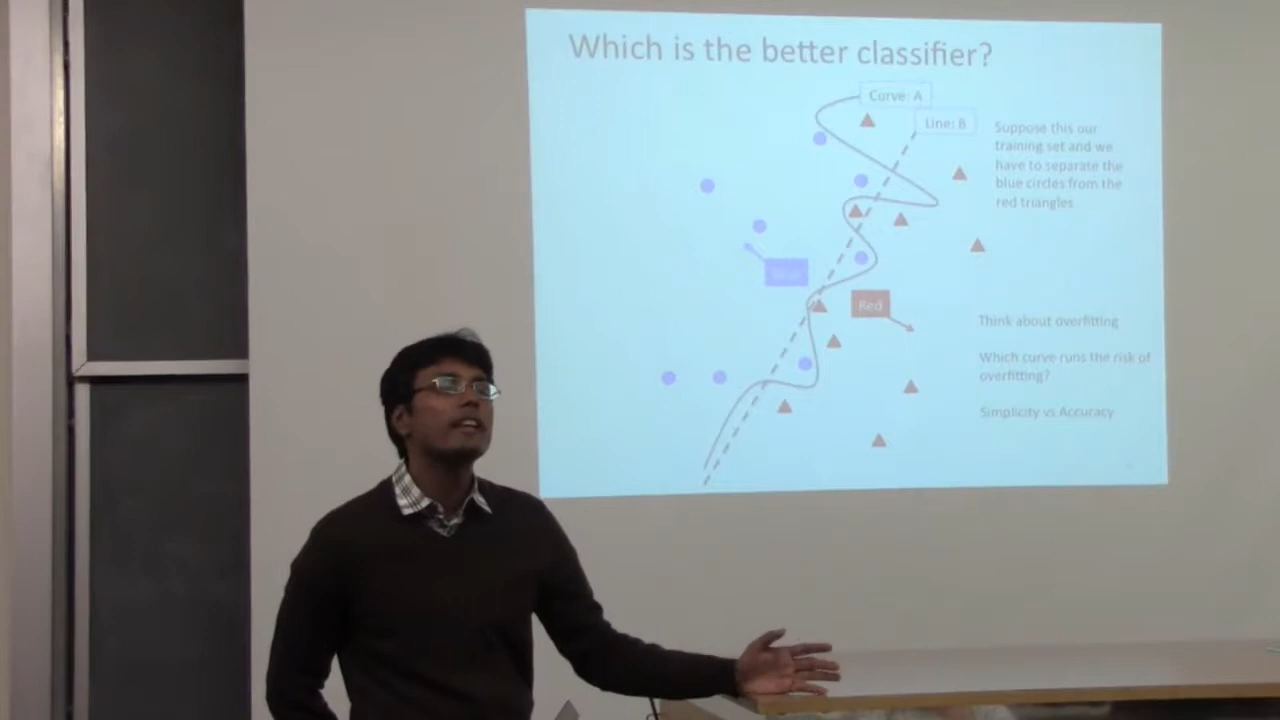 Which is the better classifier?
Curve: A
Line: B
Suppose this our
training set and we
have to separate the
blue circles from the
red triangles
Red
Think about overfitting
Which curve runs the risk of
overfitting?
Simplicity vs Accuracy